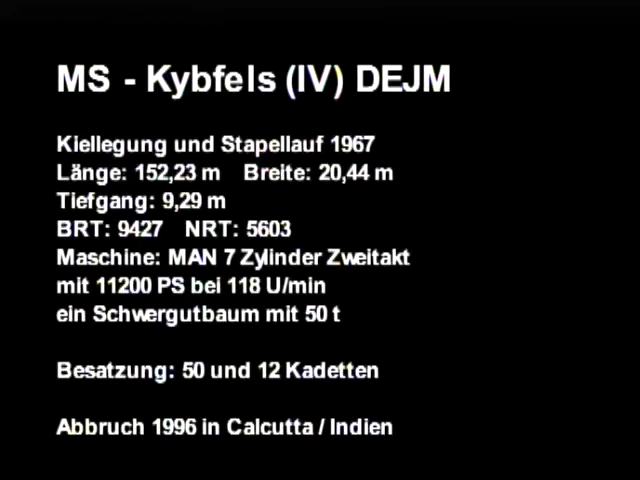 MS - Kybfels (IV) DEJM
Kiellegung und Stapellauf 1967
Länge: 152,23 m Breite: 20,44 m
Tiefgang: 9,29 m
BRT: 9427 NRT: 5603
Maschine: MAN 7 Zylinder Zweitakt
mit 11200 PS bei 118 U/min
ein Schwergutbaum mit 50 t
Besatzung: 50 und 12 Kadetten
Abbruch 1996 in Calcutta / Indien